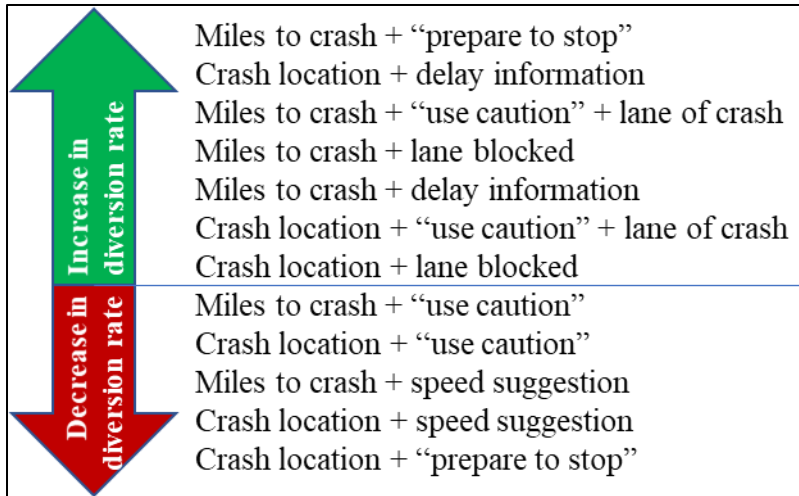 Miles to crash + “prepare to stop”
Crash location + delay information
Miles to crash + “use caution” + lane of crash
Miles to crash + lane blocked
Miles to crash + delay information
Crash location + “use caution” + lane of crash
Crash location + lane blocked
Increase in
diversion rate
Miles to crash + “use caution”
Crash location + “use caution”
Miles to crash + speed suggestion
Crash location + speed suggestion
Crash location + “prepare to stop”
Decrease in
diversion rate